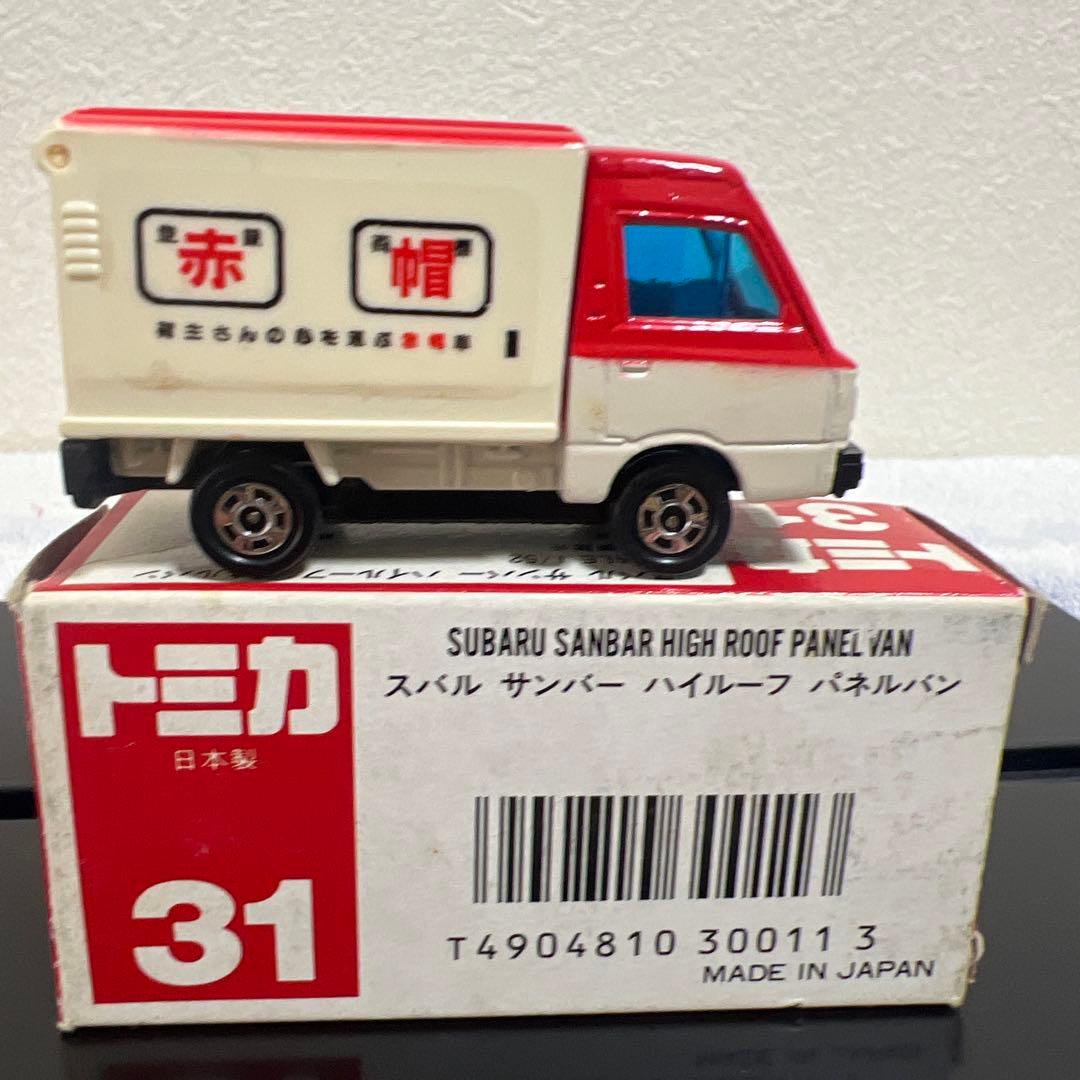 赤 帽
トミカ
日本製
31
SUBARU SANBAR HIGH ROOF PANEL VAN
スバル サンバー ハイルーフ パネルバン
T4904810 30011 3
MADE IN JAPAN